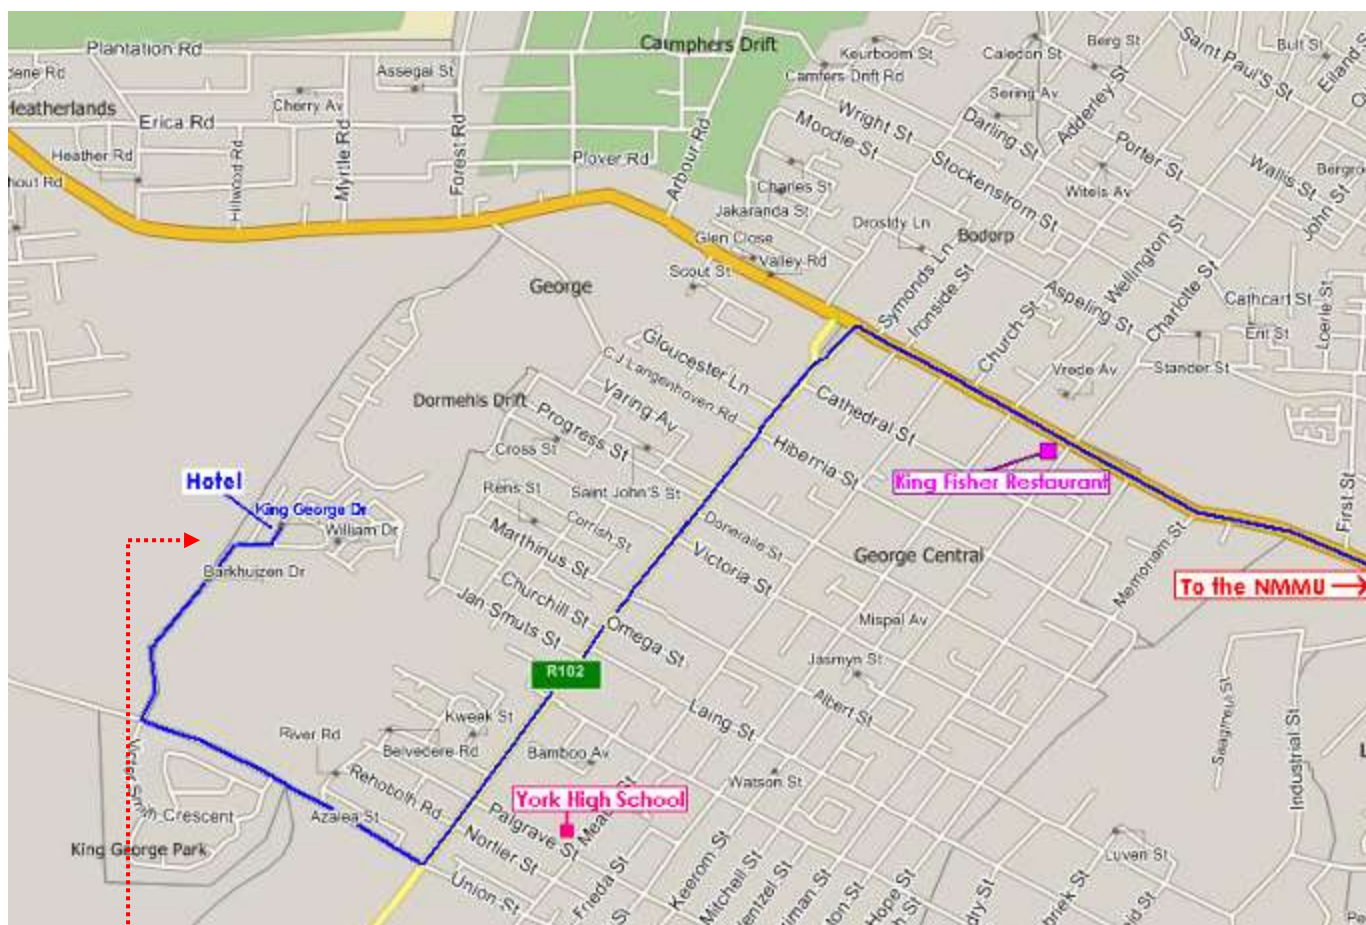 Plantation Rd
Caimphers Drift
Keurboom St
Caledon St
Berg St
Saint Paul'S St
Bult St
Assegai St
Camfers Drift Rd
Sering Av
Adderley St
Heatherlands
Cherry Av
Erica Rd
Wright St
Moodie St
Darling St
Porter St
Heather Rd
Hillwood Rd
Myrtle Rd
Forest Rd
Plover Rd
Arbour Rd
Stockenstrom St
Wallis St
Charles St
Witels Av
John St
Jakaranda St
Drostdy Ln
Bodorp
Glen Close
Valley Rd
Scout St
Symonds Ln
Ironside St
Wellington St
Charlotte St
George
Aspeling St
Cathcart St
Loerie St
Church St
Erit St
Gloucester Ln
C J Langenhoven Rd
Vrede Av
Stander St
Dormehls Drift
Varing Av
Cathedral St
Progress St
Cross St
Hibernia St
Hotel
King Fisher Restaurant
Rens St
Saint John'S St
First St
King George Dr
William Dr
Corrish St
Doneraile St
Marthinus St
Victoria St
George Central
Memoriam St
Barkhuizen Dr
To the NMMU
Churchill St
Jan Smuts St
Omega St
Mispel Av
R102
Jasmyn St
Laing St
Albert St
Saagmeul St
Industrial St
River Rd
Kweek St
Belvedere Rd
Bamboo Av
Watson St
Rehoboth Rd
York High School
Crescent
Azalea St
Palgrave St
King George Park
Nortier St
Luven St
Union St
Frieda St
Keerom St
Mitchell St
Hope St